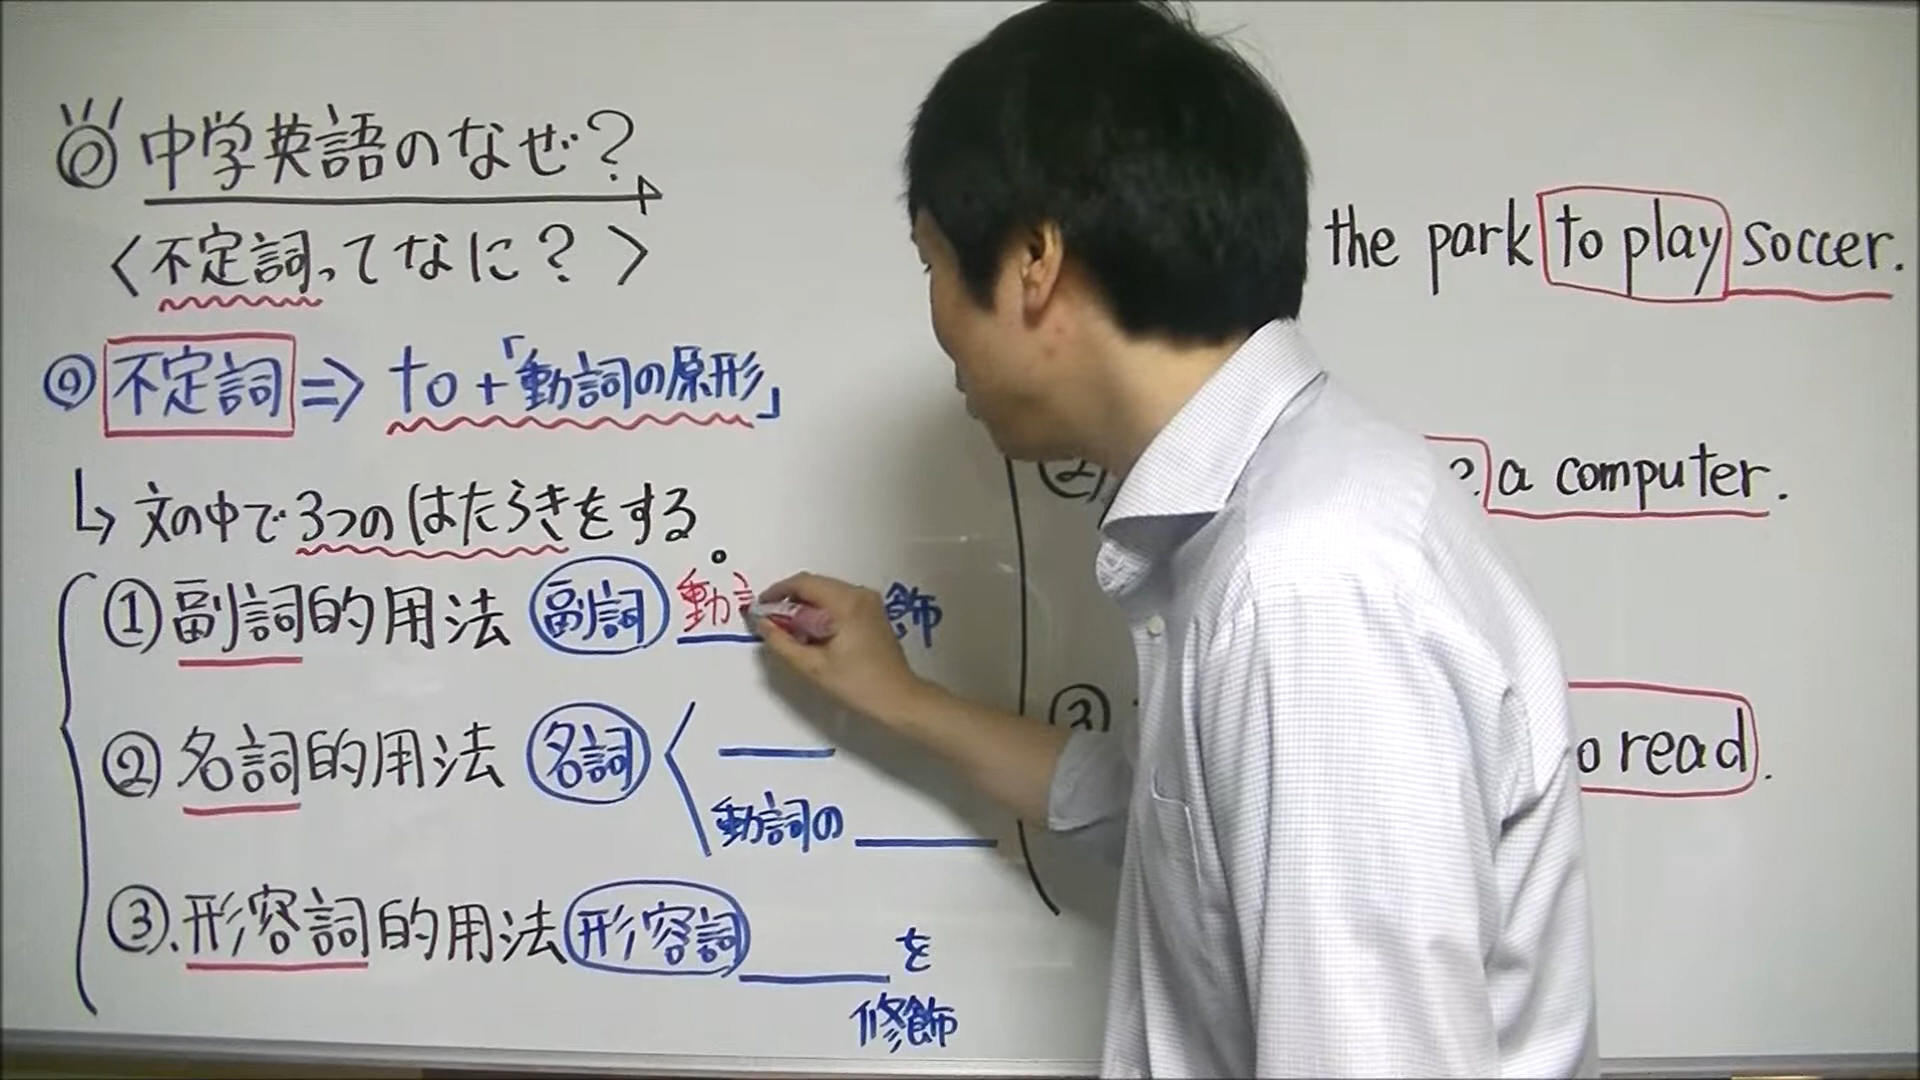 中学英語のなぜ?
〈不定詞ってなに?〉
不定詞 ⇒ to+「動詞の原形」
↳ 文の中で3つのはたらきをする。
① 副詞的用法 副詞 動 飾
② 名詞的用法 名詞
動詞の
③.形容詞的用法 形容詞 を
修飾
the park to play soccer.
② a computer.
③ o read.